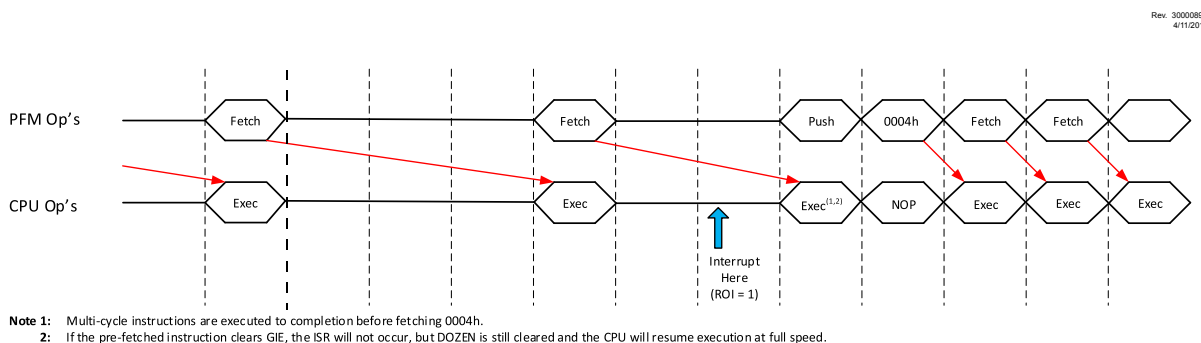 Rev. 3000089
4/11/201
PFM Op's
Fetch
Fetch
Push
0004h
Fetch
Fetch
CPU Op's
Exec
Exec
Exec(1,2)
NOP
Exec
Exec
Exec
Interrupt
Here
(ROI = 1)
Note 1: Multi-cycle instructions are executed to completion before fetching 0004h.
2: If the pre-fetched instruction clears GIE, the ISR will not occur, but DOZEN is still cleared and the CPU will resume execution at full speed.